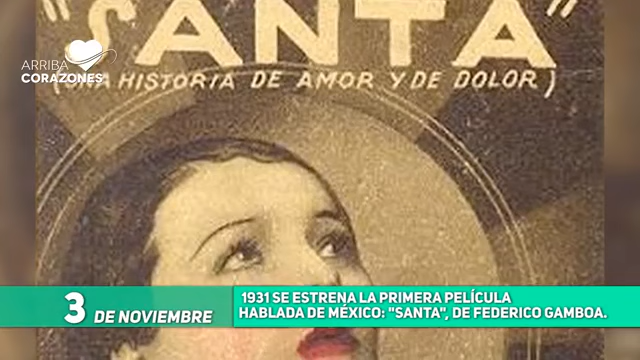 "SANTA"
ARRIBA
CORAZONES
(UNA HISTORIA DE AMOR Y DE DOLOR)
3 DE NOVIEMBRE
1931 SE ESTRENA LA PRIMERA PELÍCULA
HABLADA DE MÉXICO: "SANTA", DE FEDERICO GAMBOA.